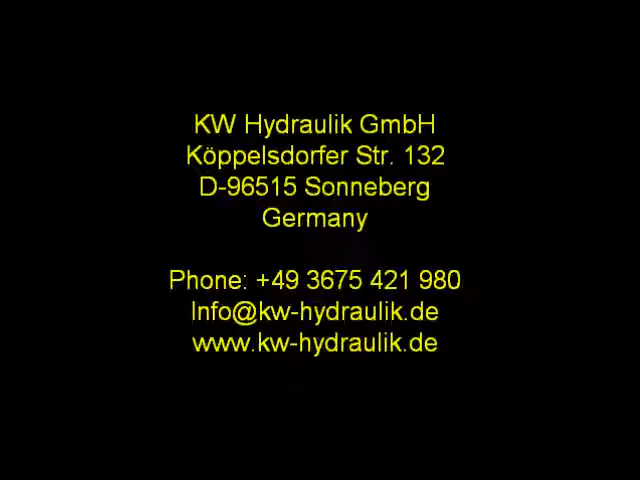 KW Hydraulik GmbH
Köppelsdorfer Str. 132
D-96515 Sonneberg
Germany
Phone: +49 3675 421 980
Info@kw-hydraulik.de
www.kw-hydraulik.de